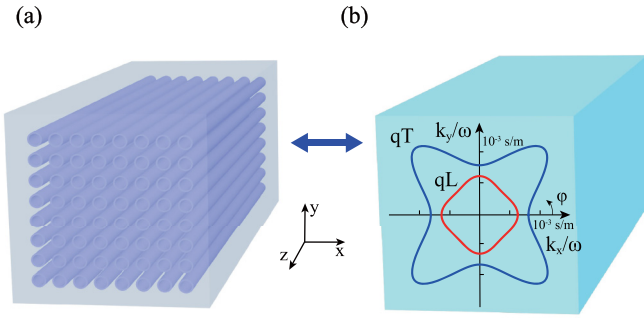 (a)
(b)
y
x
z
qT
k_y/ω
10⁻³ s/m
qL
φ
10⁻³ s/m
k_x/ω